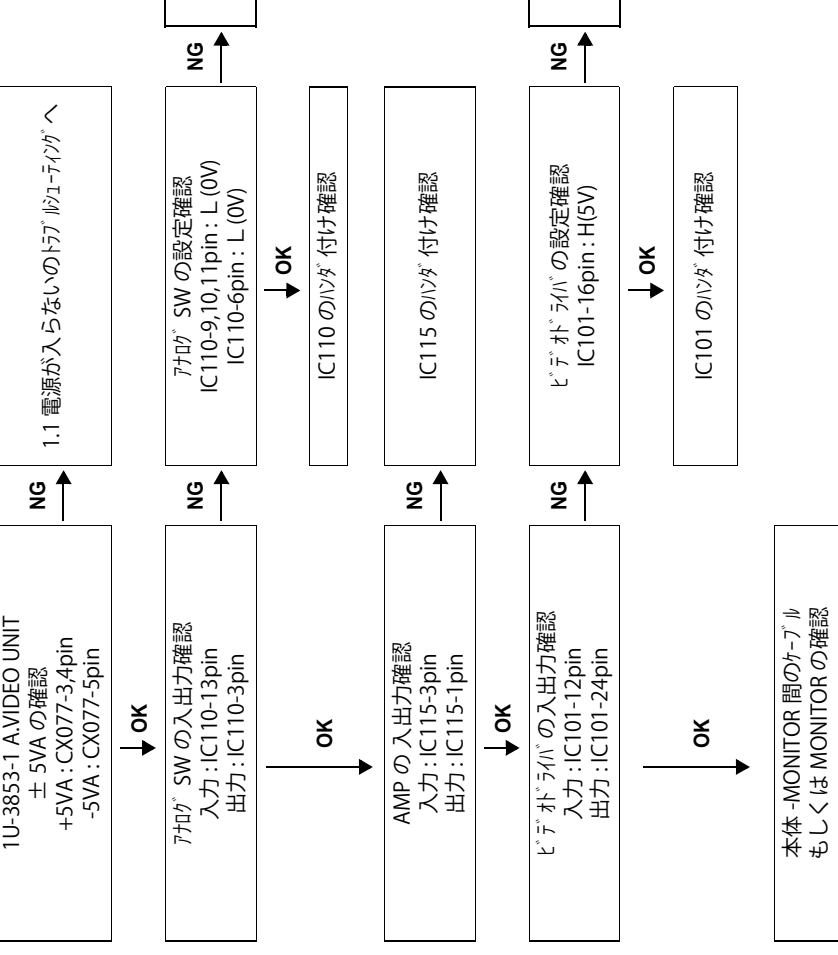 1U-3853-1 A.VIDEO UNIT
± 5VA の確認
+5VA : CX077-3,4pin
-5VA : CX077-5pin
NG
1.1 電源が入らないのﾄﾗﾌﾞﾙｼｭｰﾃｨﾝｸﾞへ
OK
ｱﾅﾛｸﾞ SW の入出力確認
入力 : IC110-13pin
出力 : IC110-3pin
NG
ｱﾅﾛｸﾞ SW の設定確認
IC110-9,10,11pin : L (0V)
IC110-6pin : L (0V)
NG
OK
IC110 のﾊﾝﾀﾞ付け確認
OK
AMP の 入出力確認
入力 : IC115-3pin
出力 : IC115-1pin
NG
IC115 のﾊﾝﾀﾞ付け確認
OK
ﾋﾞﾃﾞｵﾄﾞﾗｲﾊﾞの入出力確認
入力 : IC101-12pin
出力 : IC101-24pin
NG
ﾋﾞﾃﾞｵﾄﾞﾗｲﾊﾞの設定確認
IC101-16pin : H(5V)
NG
OK
IC101 のﾊﾝﾀﾞ付け確認
OK
本体 -MONITOR 間のｹｰﾌﾞﾙ
もしくは MONITOR の確認